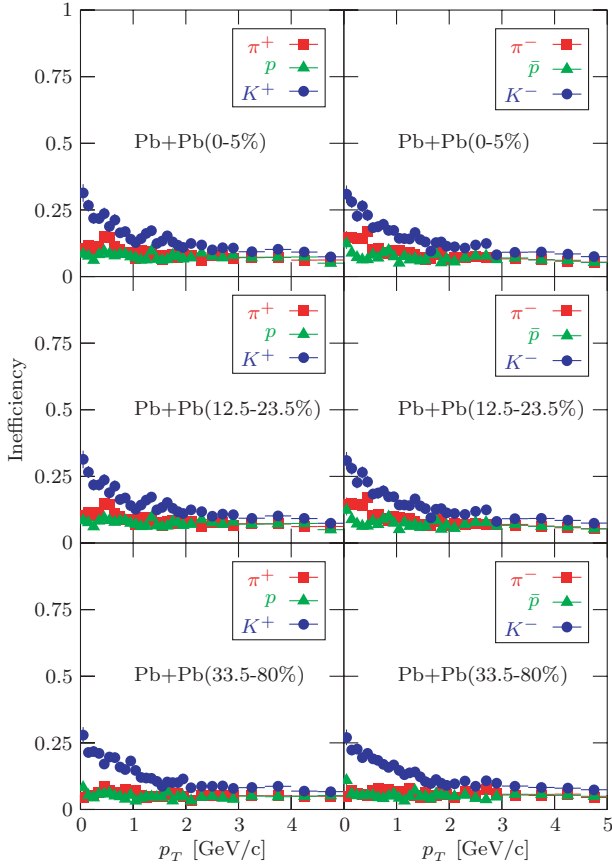 1
0.75
0.5
0.25
0
π⁺
p
K⁺
Pb+Pb(0-5%)
π⁻
p̄
K⁻
Pb+Pb(0-5%)
Inefficiency
0.75
0.5
0.25
0
π⁺
p
K⁺
Pb+Pb(12.5-23.5%)
π⁻
p̄
K⁻
Pb+Pb(12.5-23.5%)
0.75
0.5
0.25
0
π⁺
p
K⁺
Pb+Pb(33.5-80%)
π⁻
p̄
K⁻
Pb+Pb(33.5-80%)
0 1 2 3 4 0 1 2 3 4 5
p_T [GeV/c] p_T [GeV/c]